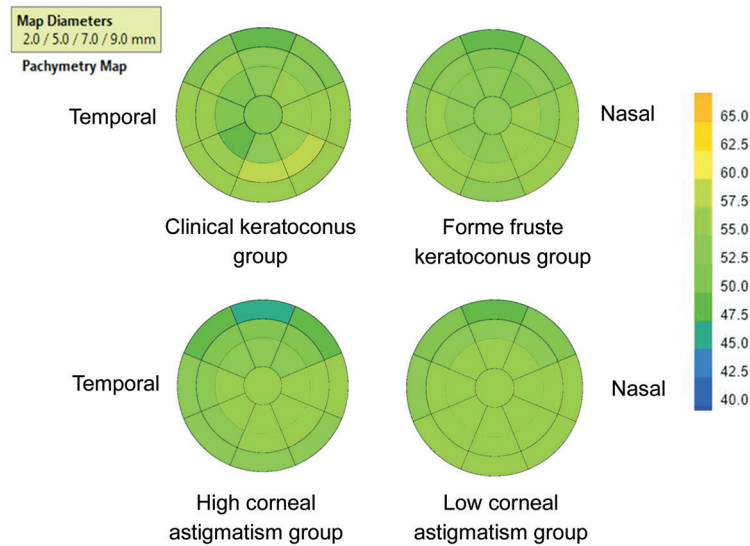 Map Diameters
2.0 / 5.0 / 7.0 / 9.0 mm
Pachymetry Map
Temporal
Nasal
Clinical keratoconus
group
Forme fruste
keratoconus group
65.0
62.5
60.0
57.5
55.0
52.5
50.0
47.5
45.0
42.5
40.0
Temporal
Nasal
High corneal
astigmatism group
Low corneal
astigmatism group